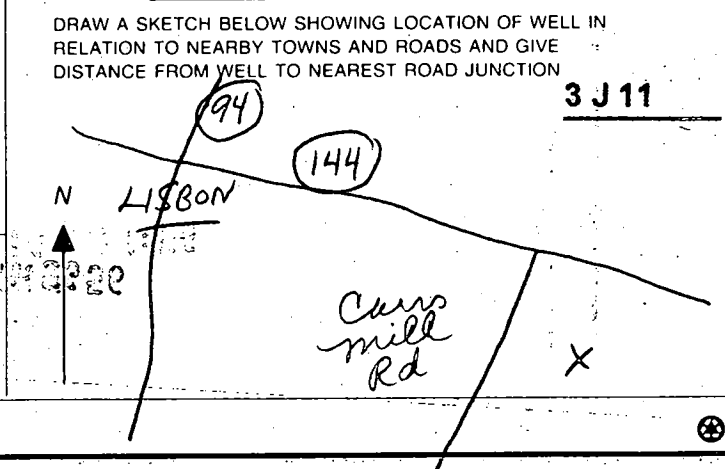 DRAW A SKETCH BELOW SHOWING LOCATION OF WELL IN
RELATION TO NEARBY TOWNS AND ROADS AND GIVE
DISTANCE FROM WELL TO NEAREST ROAD JUNCTION
3 J 11
94
144
N
LISBON
Carrs
Mill
Rd
X